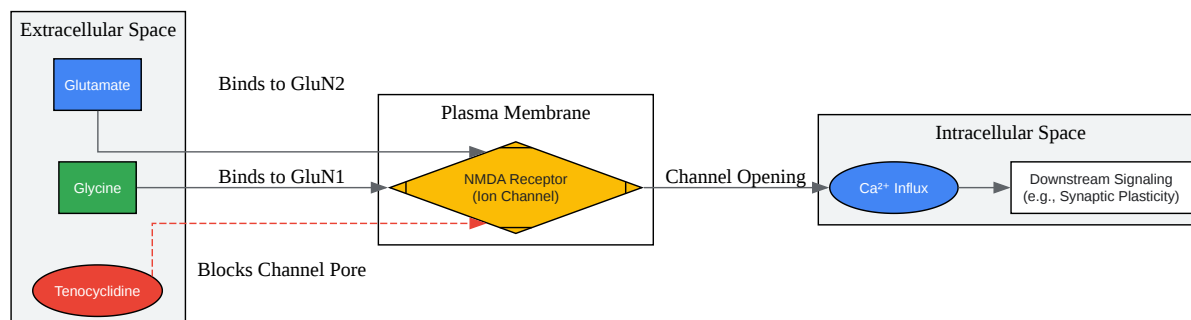 Extracellular Space
Glutamate
Binds to GluN2
Plasma Membrane
Intracellular Space
Glycine
Binds to GluN1
NMDA Receptor
(Ion Channel)
Channel Opening
Ca²⁺ Influx
Downstream Signaling
(e.g., Synaptic Plasticity)
Blocks Channel Pore
Tenocyclidine